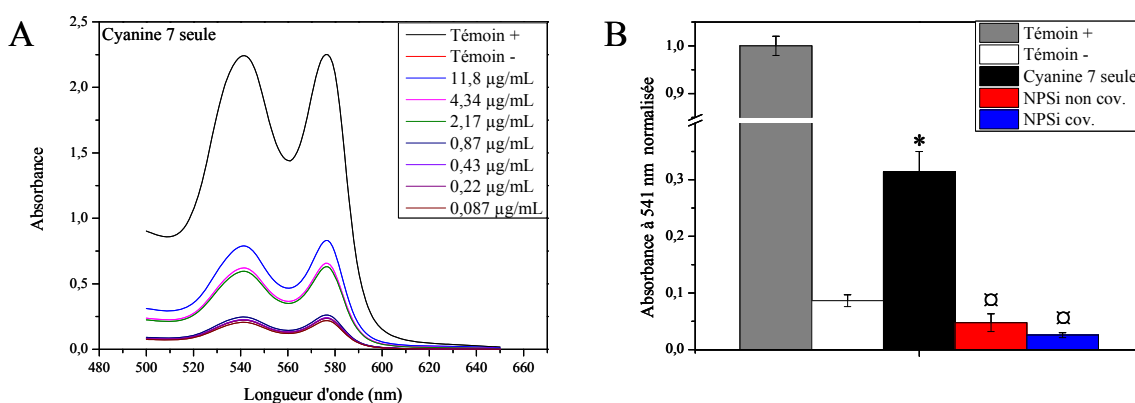 A
Cyanine 7 seule
Témoin +
Témoin -
11,8 µg/mL
4,34 µg/mL
2,17 µg/mL
0,87 µg/mL
0,43 µg/mL
0,22 µg/mL
0,087 µg/mL
2,5
2,0
1,5
1,0
0,5
0,0
Absorbance
480 500 520 540 560 580 600 620 640 660
Longueur d'onde (nm)
B
Témoin +
Témoin -
Cyanine 7 seule
NPSi non cov.
NPSi cov.
1,0
0,9
0,3
0,2
0,1
0,0
Absorbance à 541 nm normalisée
*
¤
¤